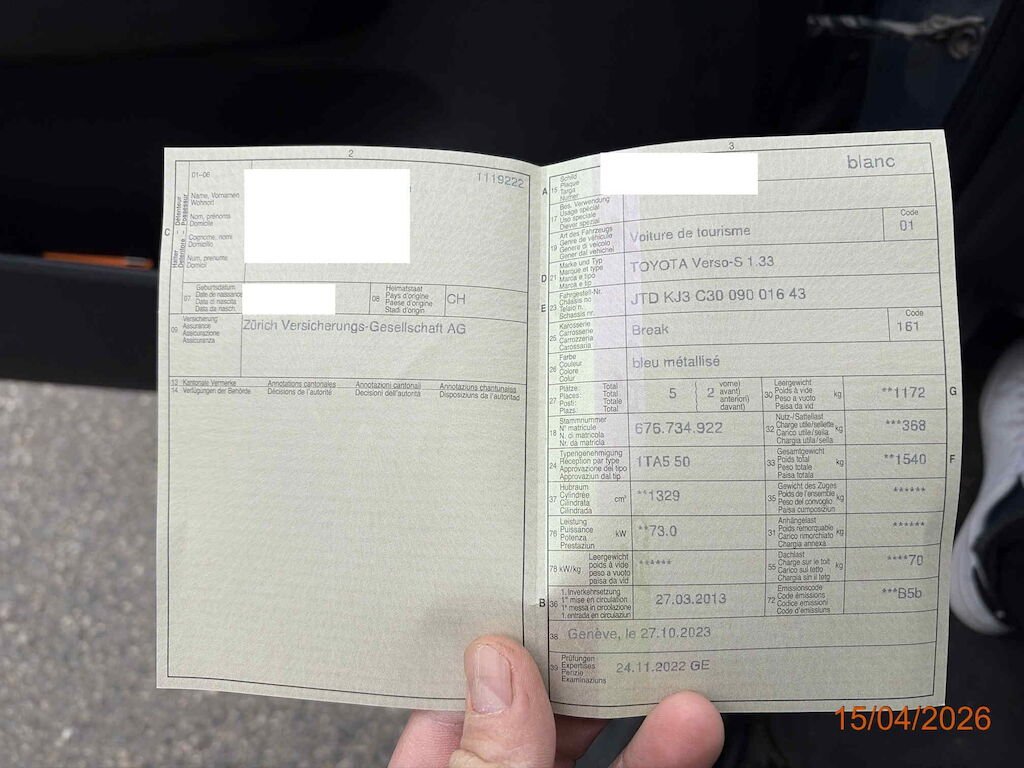 2
1119222
01-06
C
Halter Détenteur
Detentore – Possessur
Name, Vornamen
Wohnort
Nom, prénoms
Domicile
Cognome, nomi
Domicilio
Num, prenums
Domicil
07
Geburtsdatum
Date de naissance
Data di nascita
Data da nasch.
08
Heimatstaat
Pays d'origine
Paese d'origine
Stadi d'origin
CH
09
Versicherung
Assurance
Assicurazione
Assicuranza
Zürich Versicherungs-Gesellschaft AG
13 Kantonale Vermerke
14 Verfügungen der Behörde
Annotations cantonales
Décisions de l'autorité
Annotazioni cantonali
Decisioni dell'autorità
Annotaziuns chantunalas
Disposiziuns da l'autoritad
3
A
15
Schild
Plaque
Targa
Numer
blanc
17
Bes. Verwendung
Usage spécial
Uso speciale
Diever spezial
19
Art des Fahrzeugs
Genre de véhicule
Genere di veicolo
Gener dal vehichel
Voiture de tourisme
Code
01
D
21
Marke und Typ
Marque et type
Marca e tipo
Marca e tip
TOYOTA Verso-S 1.33
E
23
Fahrgestell-Nr.
Châssis no
Telaio n.
Schassis nr.
JTD KJ3 C30 090 016 43
25
Karosserie
Carrosserie
Carrozzeria
Carossaria
Break
Code
161
26
Farbe
Couleur
Colore
Colur
bleu métallisé
27
Plätze: Total
Places: Total
Posti: Totale
Plazs: Total
5
2
vorne)
avant)
anteriori)
davant)
30
Leergewicht
Poids à vide
Peso a vuoto
Paisa da vid
kg
**1172
G
18
Stammnummer
N° matricule
N. di matricola
Nr. da matricla
676.734.922
32
Nutz-/Sattellast
Charge utile/sellette
Carico utile/sella
Chargia utila/sella
kg
***368
24
Typengenehmigung
Réception par type
Approvazione del tipo
Approvaziun dal tip
1TA5 50
33
Gesamtgewicht
Poids total
Peso totale
Paisa totala
kg
**1540
F
37
Hubraum
Cylindrée
Cilindrata
Cilindrada
cm³
**1329
35
Gewicht des Zuges
Poids de l'ensemble
Peso del convoglio
Paisa cumposiziun
kg
******
76
Leistung
Puissance
Potenza
Prestaziun
kW
**73.0
31
Anhängelast
Poids remorquable
Carico rimorchiato
Chargia annexa
kg
******
78 kW/kg
Leergewicht
poids à vide
peso a vuoto
paisa da vid
******
55
Dachlast
Charge sur le toit
Carico sul tetto
Chargia sin il tetg
kg
****70
B
36
1. Inverkehrsetzung
1re mise en circulation
1a messa in circolazione
1. entrada en circulaziun
27.03.2013
72
Emissionscode
Code émissions
Codice emissioni
Code d'emissiuns
***B5b
38
Genève, le 27.10.2023
39
Prüfungen
Expertises
Perizie
Examinaziuns
24.11.2022 GE
15/04/2026